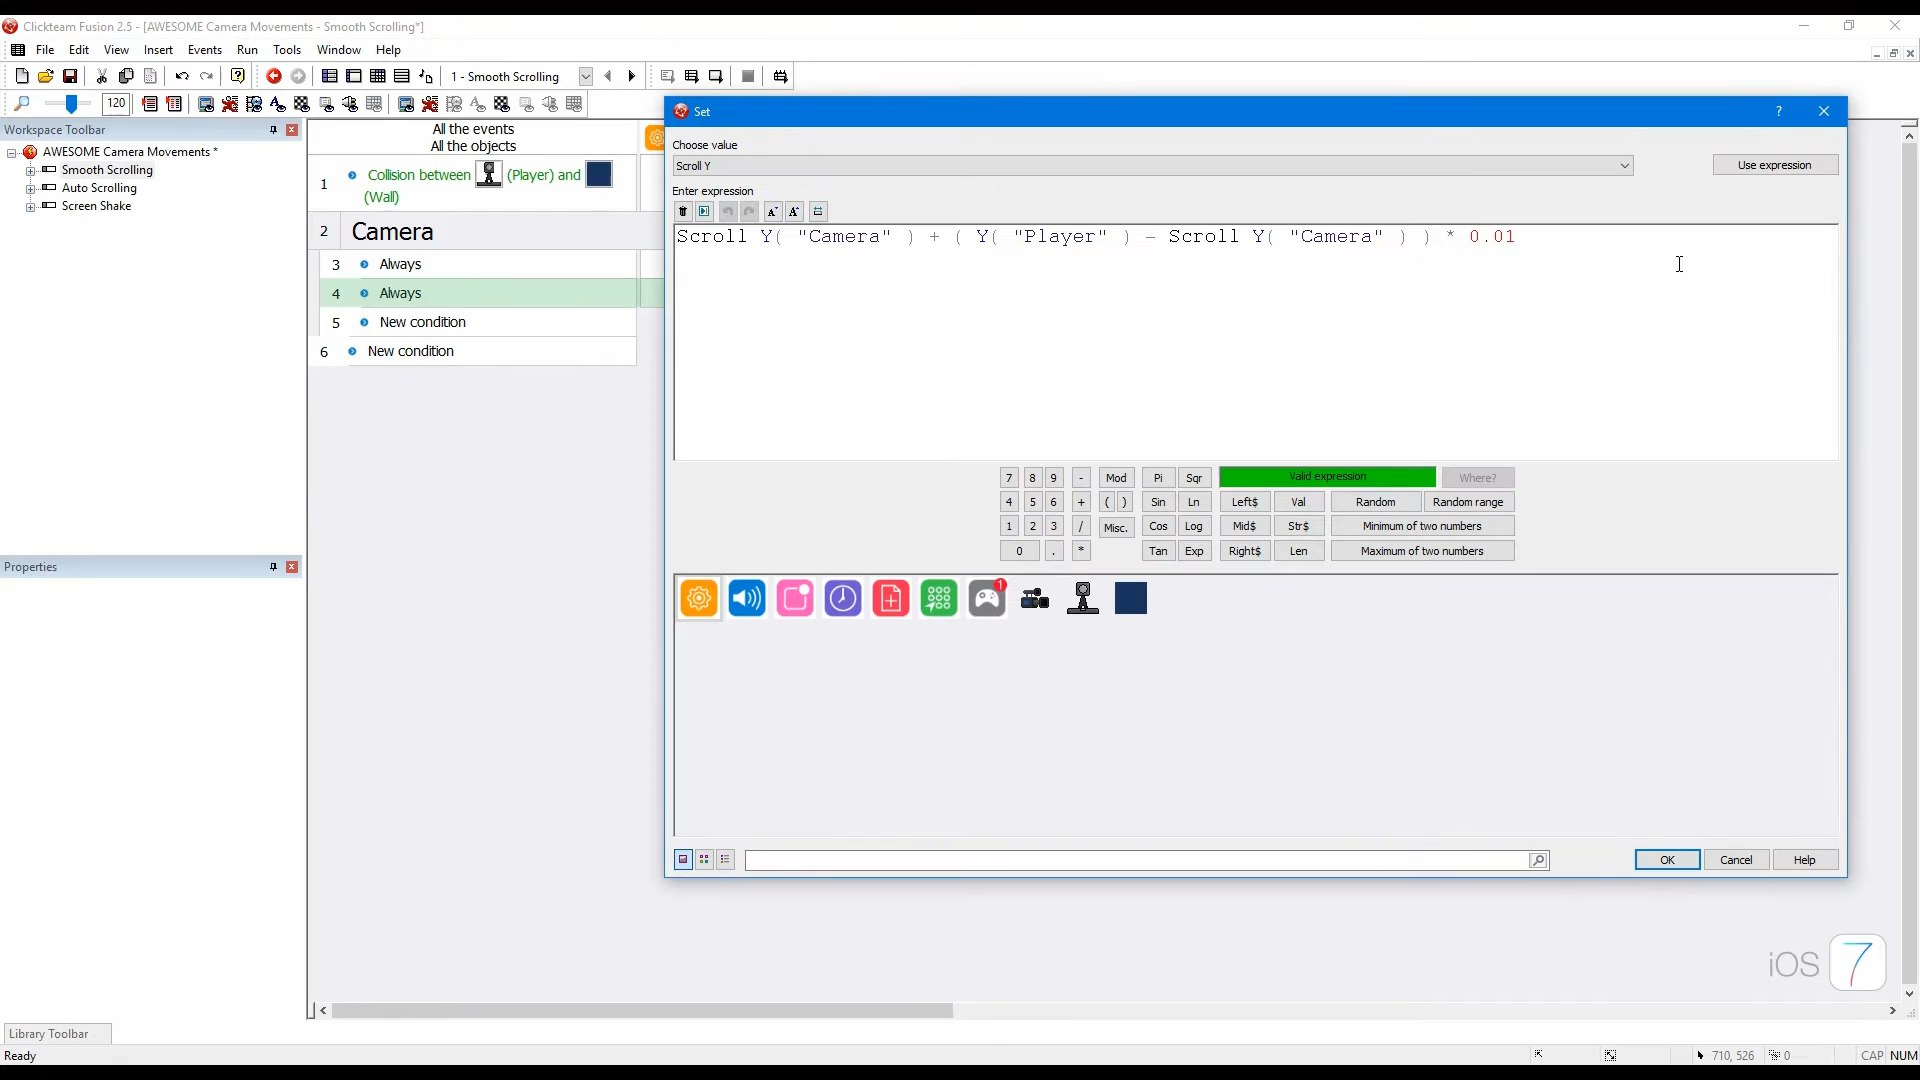 Clickteam Fusion 2.5 - [AWESOME Camera Movements - Smooth Scrolling*]
File Edit View Insert Events Run Tools Window Help
1 - Smooth Scrolling
120
Workspace Toolbar
AWESOME Camera Movements *
Smooth Scrolling
Auto Scrolling
Screen Shake
Properties
Library Toolbar
Ready
All the events
All the objects
1 Collision between (Player) and
(Wall)
2 Camera
3 Always
4 Always
5 New condition
6 New condition
Set
Choose value
Scroll Y
Use expression
Enter expression
Scroll Y( "Camera" ) + ( Y( "Player" ) - Scroll Y( "Camera" ) ) * 0.01
7 8 9 - Mod Pi Sqr Valid expression Where?
4 5 6 + ( ) Sin Ln Left$ Val Random Random range
1 2 3 / Misc. Cos Log Mid$ Str$ Minimum of two numbers
0 . * Tan Exp Right$ Len Maximum of two numbers
1
OK Cancel Help
iOS 7
710, 526 0 CAP NUM